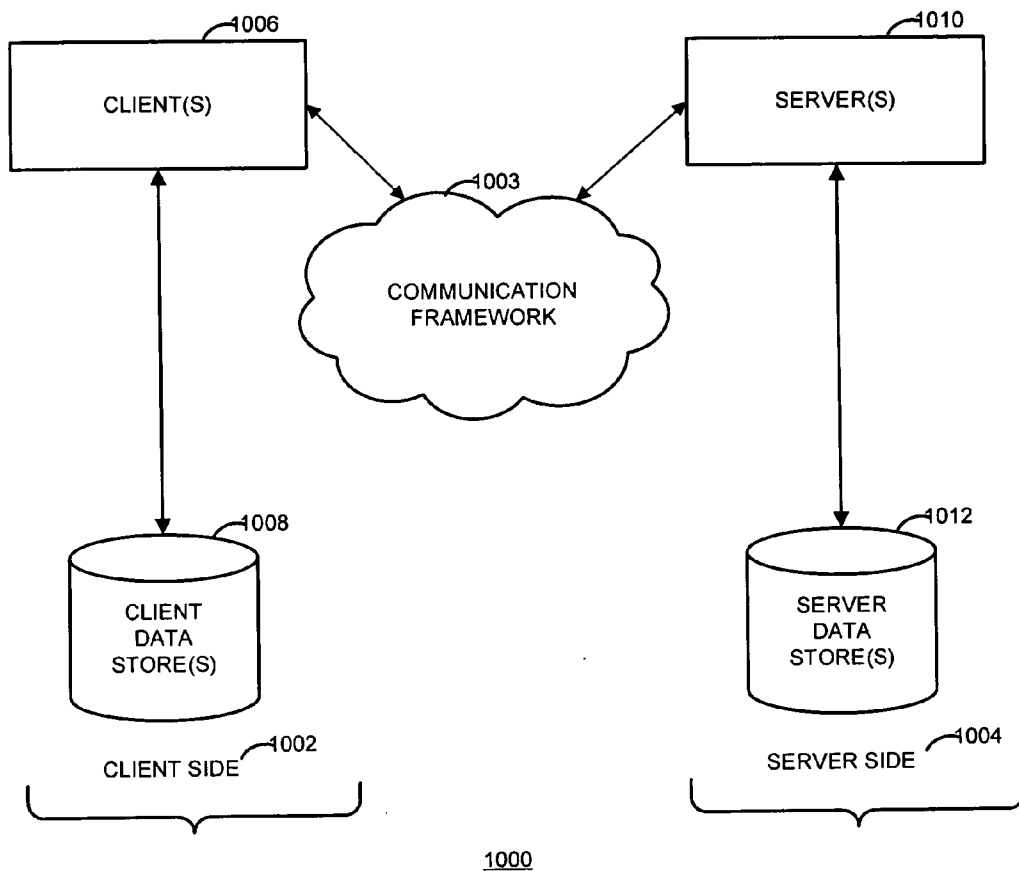 1006
CLIENT(S)
1010
SERVER(S)
1003
COMMUNICATION
FRAMEWORK
1008
CLIENT
DATA
STORE(S)
1012
SERVER
DATA
STORE(S)
CLIENT SIDE
1002
SERVER SIDE
1004
1000